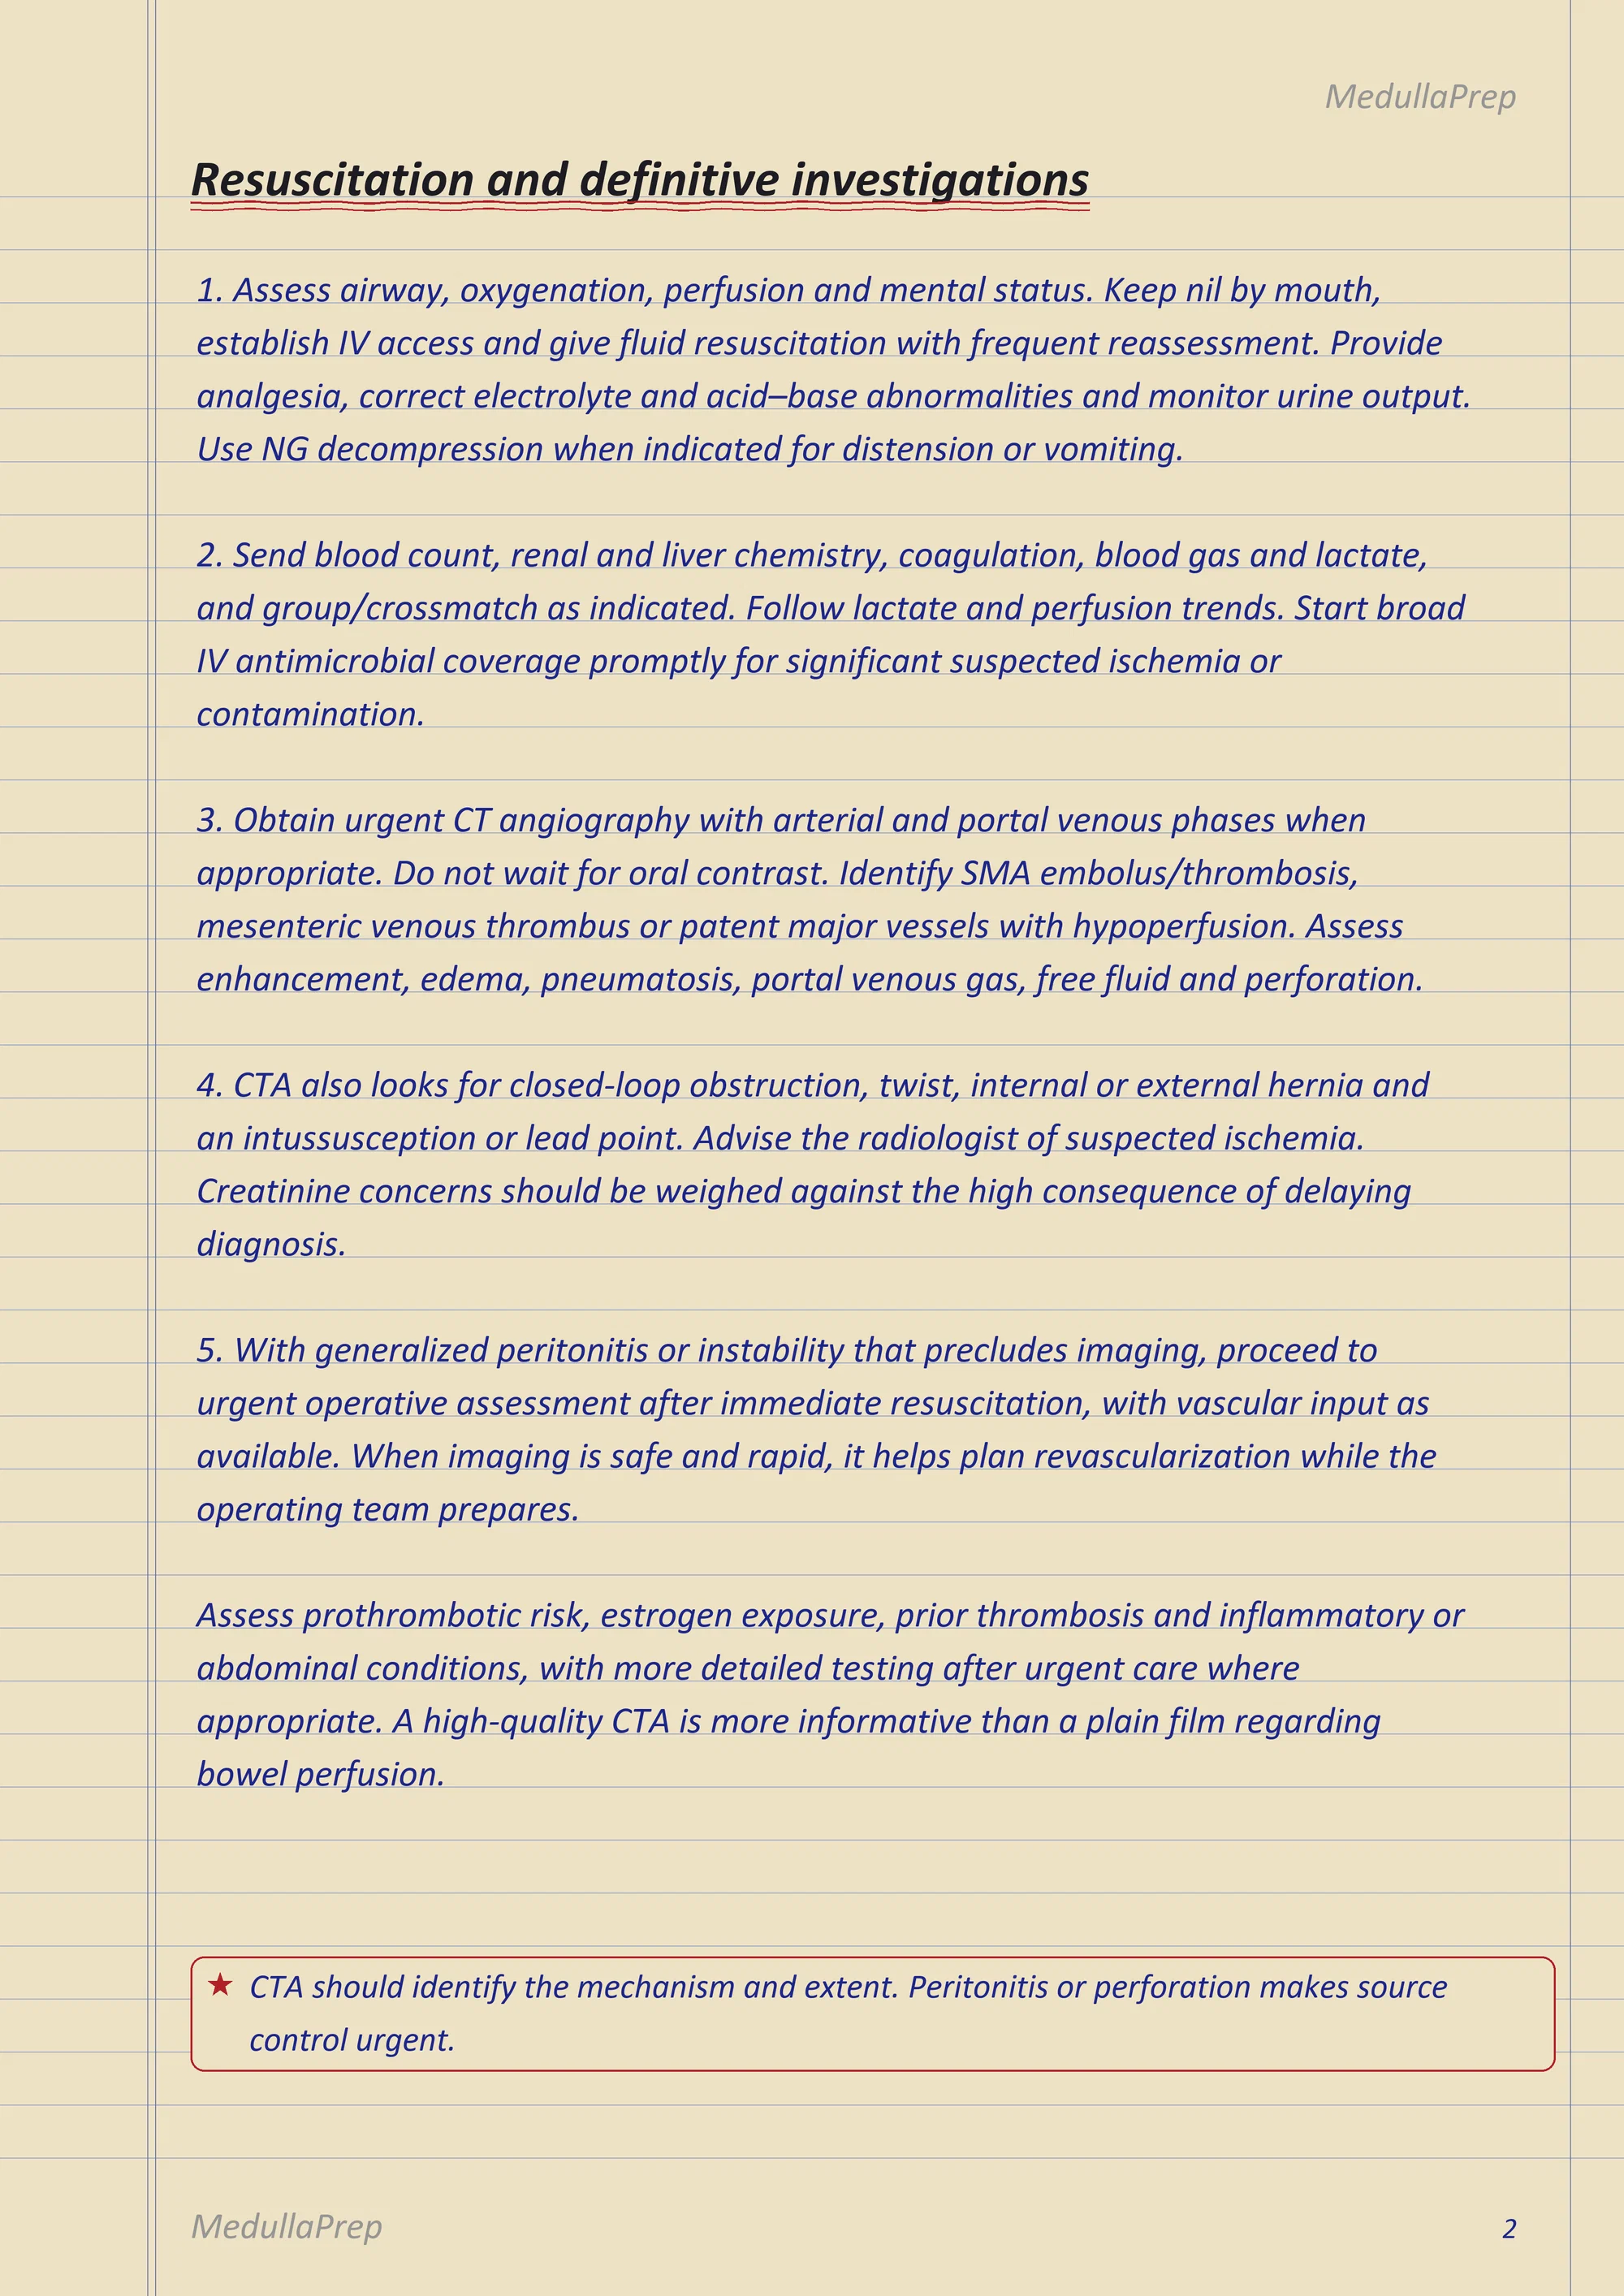 MedullaPrep
Resuscitation and definitive investigations
1. Assess airway, oxygenation, perfusion and mental status. Keep nil by mouth,
establish IV access and give fluid resuscitation with frequent reassessment. Provide
analgesia, correct electrolyte and acid–base abnormalities and monitor urine output.
Use NG decompression when indicated for distension or vomiting.
2. Send blood count, renal and liver chemistry, coagulation, blood gas and lactate,
and group/crossmatch as indicated. Follow lactate and perfusion trends. Start broad
IV antimicrobial coverage promptly for significant suspected ischemia or
contamination.
3. Obtain urgent CT angiography with arterial and portal venous phases when
appropriate. Do not wait for oral contrast. Identify SMA embolus/thrombosis,
mesenteric venous thrombus or patent major vessels with hypoperfusion. Assess
enhancement, edema, pneumatosis, portal venous gas, free fluid and perforation.
4. CTA also looks for closed-loop obstruction, twist, internal or external hernia and
an intussusception or lead point. Advise the radiologist of suspected ischemia.
Creatinine concerns should be weighed against the high consequence of delaying
diagnosis.
5. With generalized peritonitis or instability that precludes imaging, proceed to
urgent operative assessment after immediate resuscitation, with vascular input as
available. When imaging is safe and rapid, it helps plan revascularization while the
operating team prepares.
Assess prothrombotic risk, estrogen exposure, prior thrombosis and inflammatory or
abdominal conditions, with more detailed testing after urgent care where
appropriate. A high-quality CTA is more informative than a plain film regarding
bowel perfusion.
★ CTA should identify the mechanism and extent. Peritonitis or perforation makes source
control urgent.
MedullaPrep
2